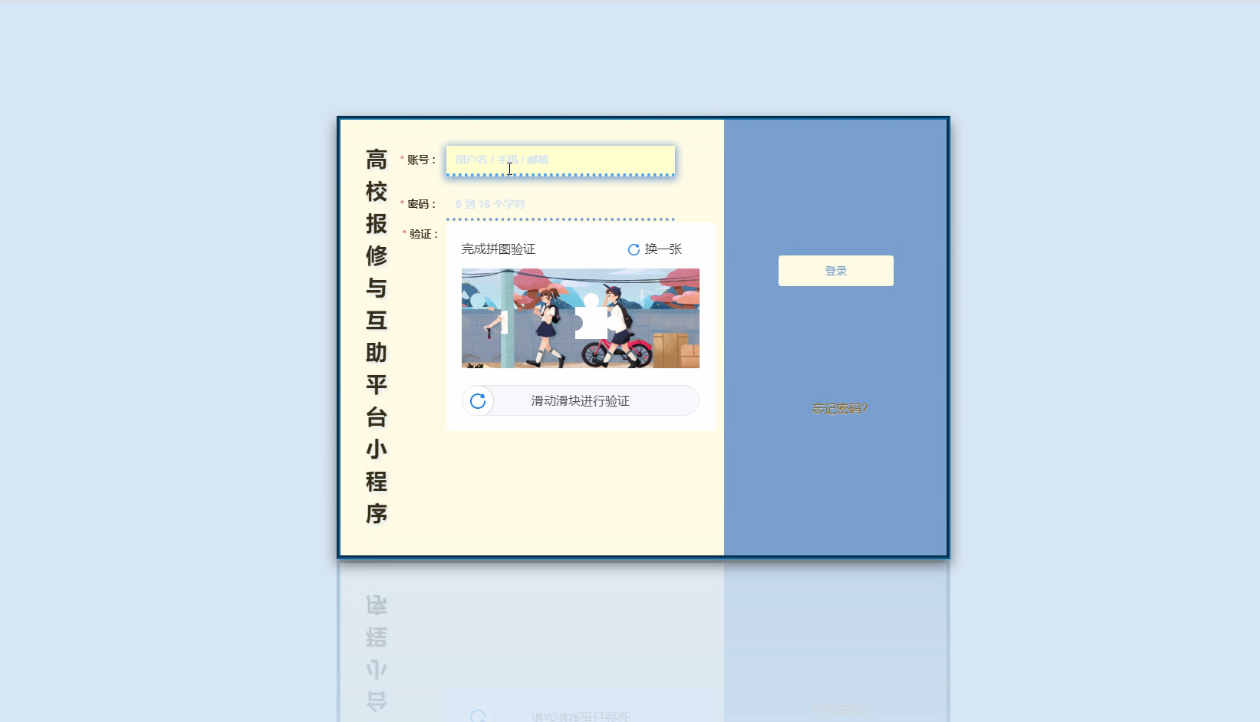 高校报修与互助平台小程序
* 账号：
用户名 / 手机 / 邮箱
* 密码：
5 到 16 个字符
* 验证：
完成拼图验证
换一张
滑动滑块进行验证
登录
忘记密码?